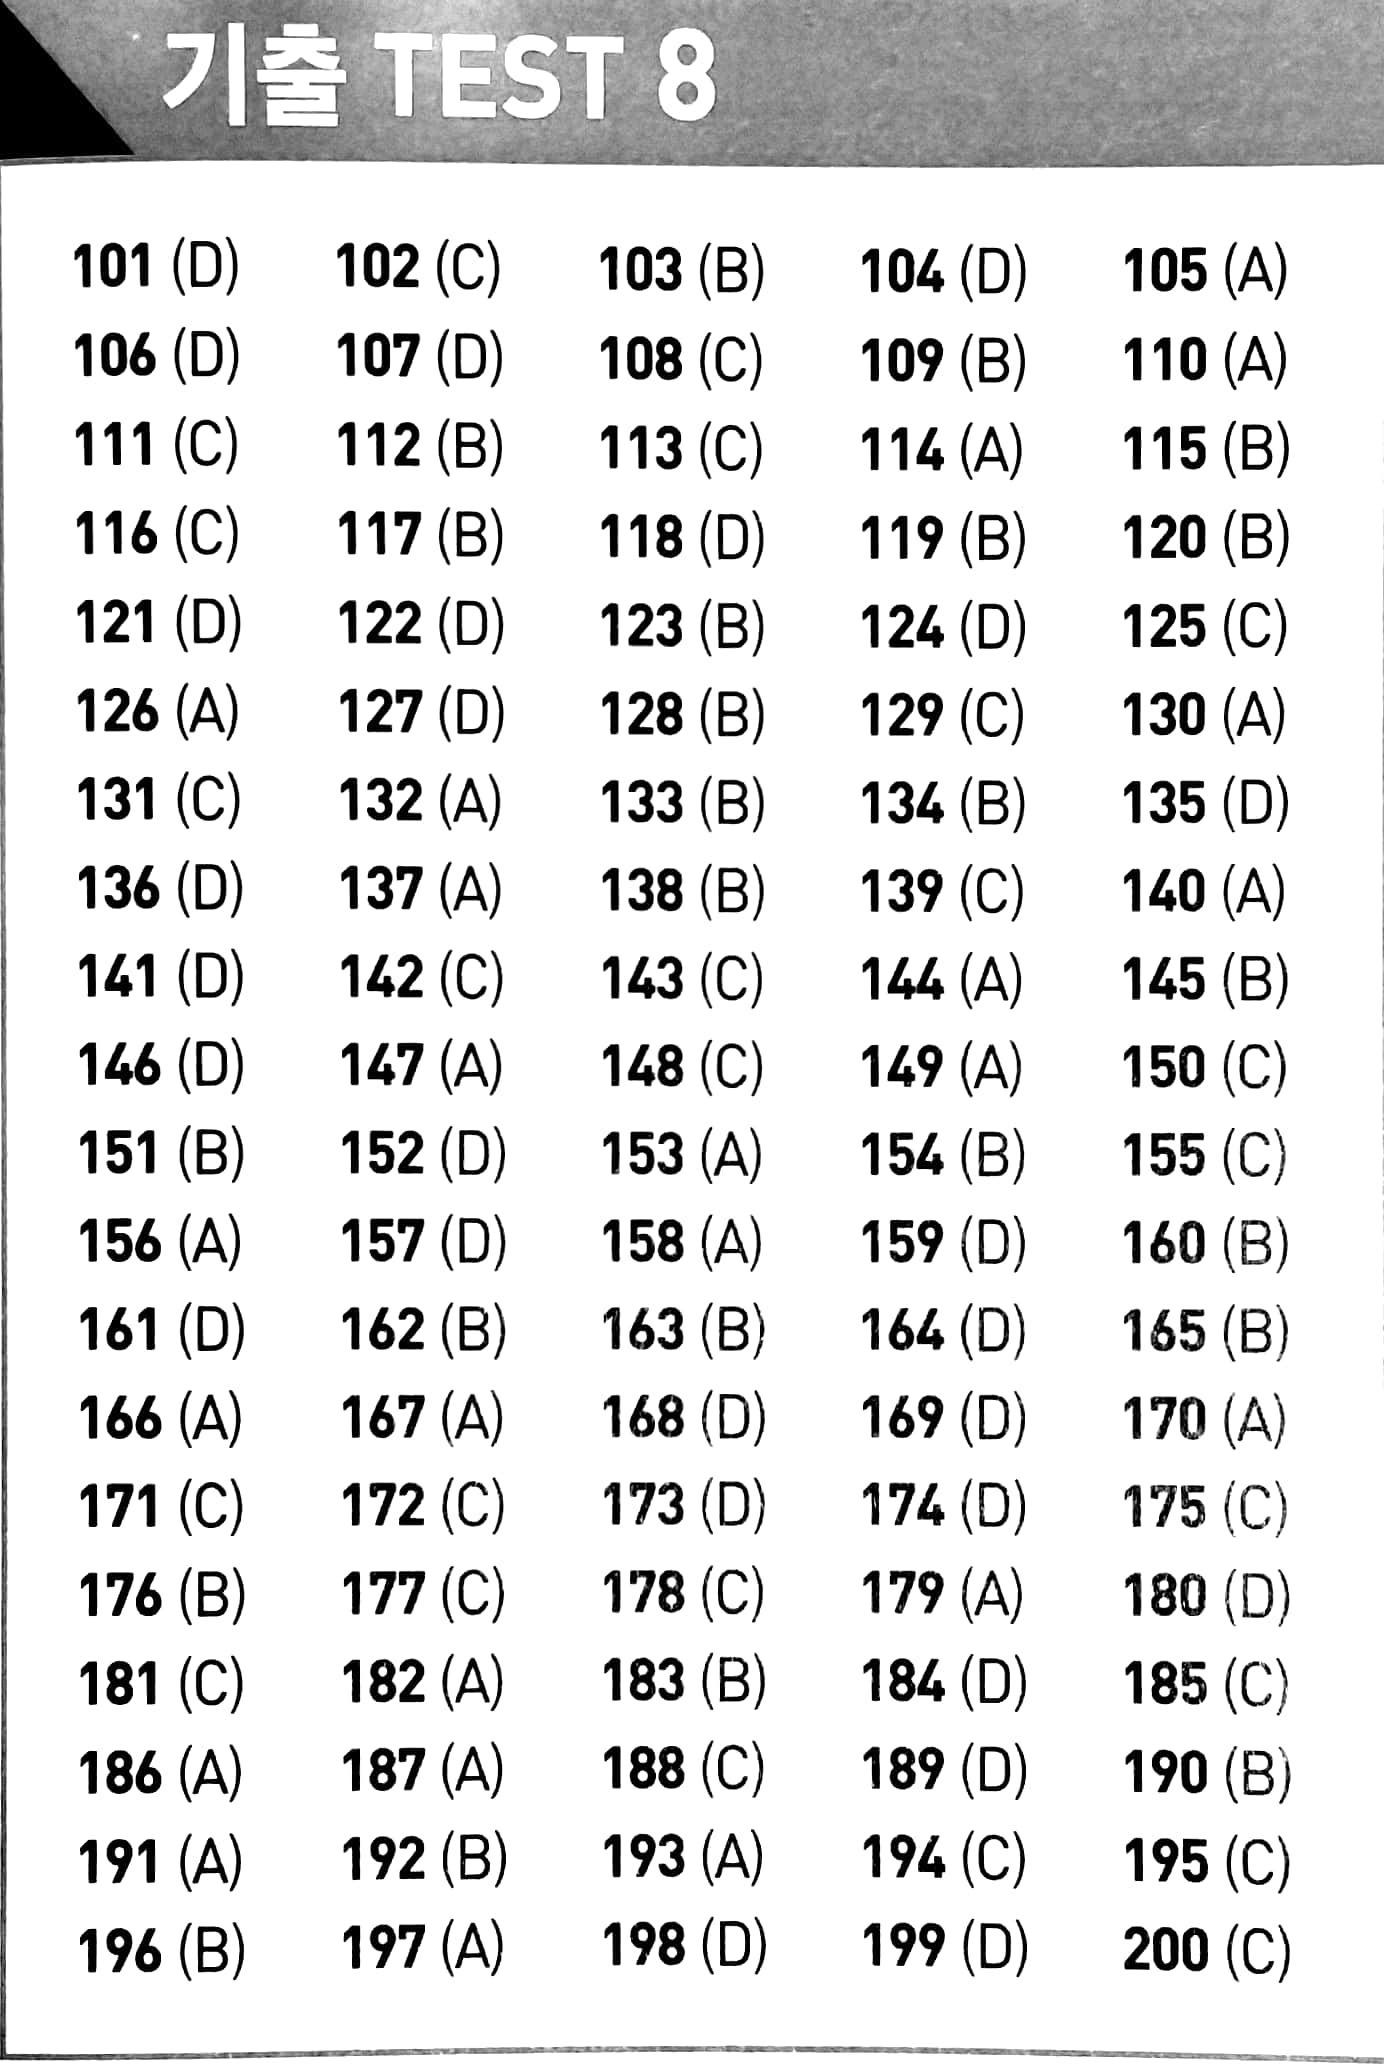 기출 TEST 8
101 (D) 102 (C) 103 (B) 104 (D) 105 (A)
106 (D) 107 (D) 108 (C) 109 (B) 110 (A)
111 (C) 112 (B) 113 (C) 114 (A) 115 (B)
116 (C) 117 (B) 118 (D) 119 (B) 120 (B)
121 (D) 122 (D) 123 (B) 124 (D) 125 (C)
126 (A) 127 (D) 128 (B) 129 (C) 130 (A)
131 (C) 132 (A) 133 (B) 134 (B) 135 (D)
136 (D) 137 (A) 138 (B) 139 (C) 140 (A)
141 (D) 142 (C) 143 (C) 144 (A) 145 (B)
146 (D) 147 (A) 148 (C) 149 (A) 150 (C)
151 (B) 152 (D) 153 (A) 154 (B) 155 (C)
156 (A) 157 (D) 158 (A) 159 (D) 160 (B)
161 (D) 162 (B) 163 (B) 164 (D) 165 (B)
166 (A) 167 (A) 168 (D) 169 (D) 170 (A)
171 (C) 172 (C) 173 (D) 174 (D) 175 (C)
176 (B) 177 (C) 178 (C) 179 (A) 180 (D)
181 (C) 182 (A) 183 (B) 184 (D) 185 (C)
186 (A) 187 (A) 188 (C) 189 (D) 190 (B)
191 (A) 192 (B) 193 (A) 194 (C) 195 (C)
196 (B) 197 (A) 198 (D) 199 (D) 200 (C)